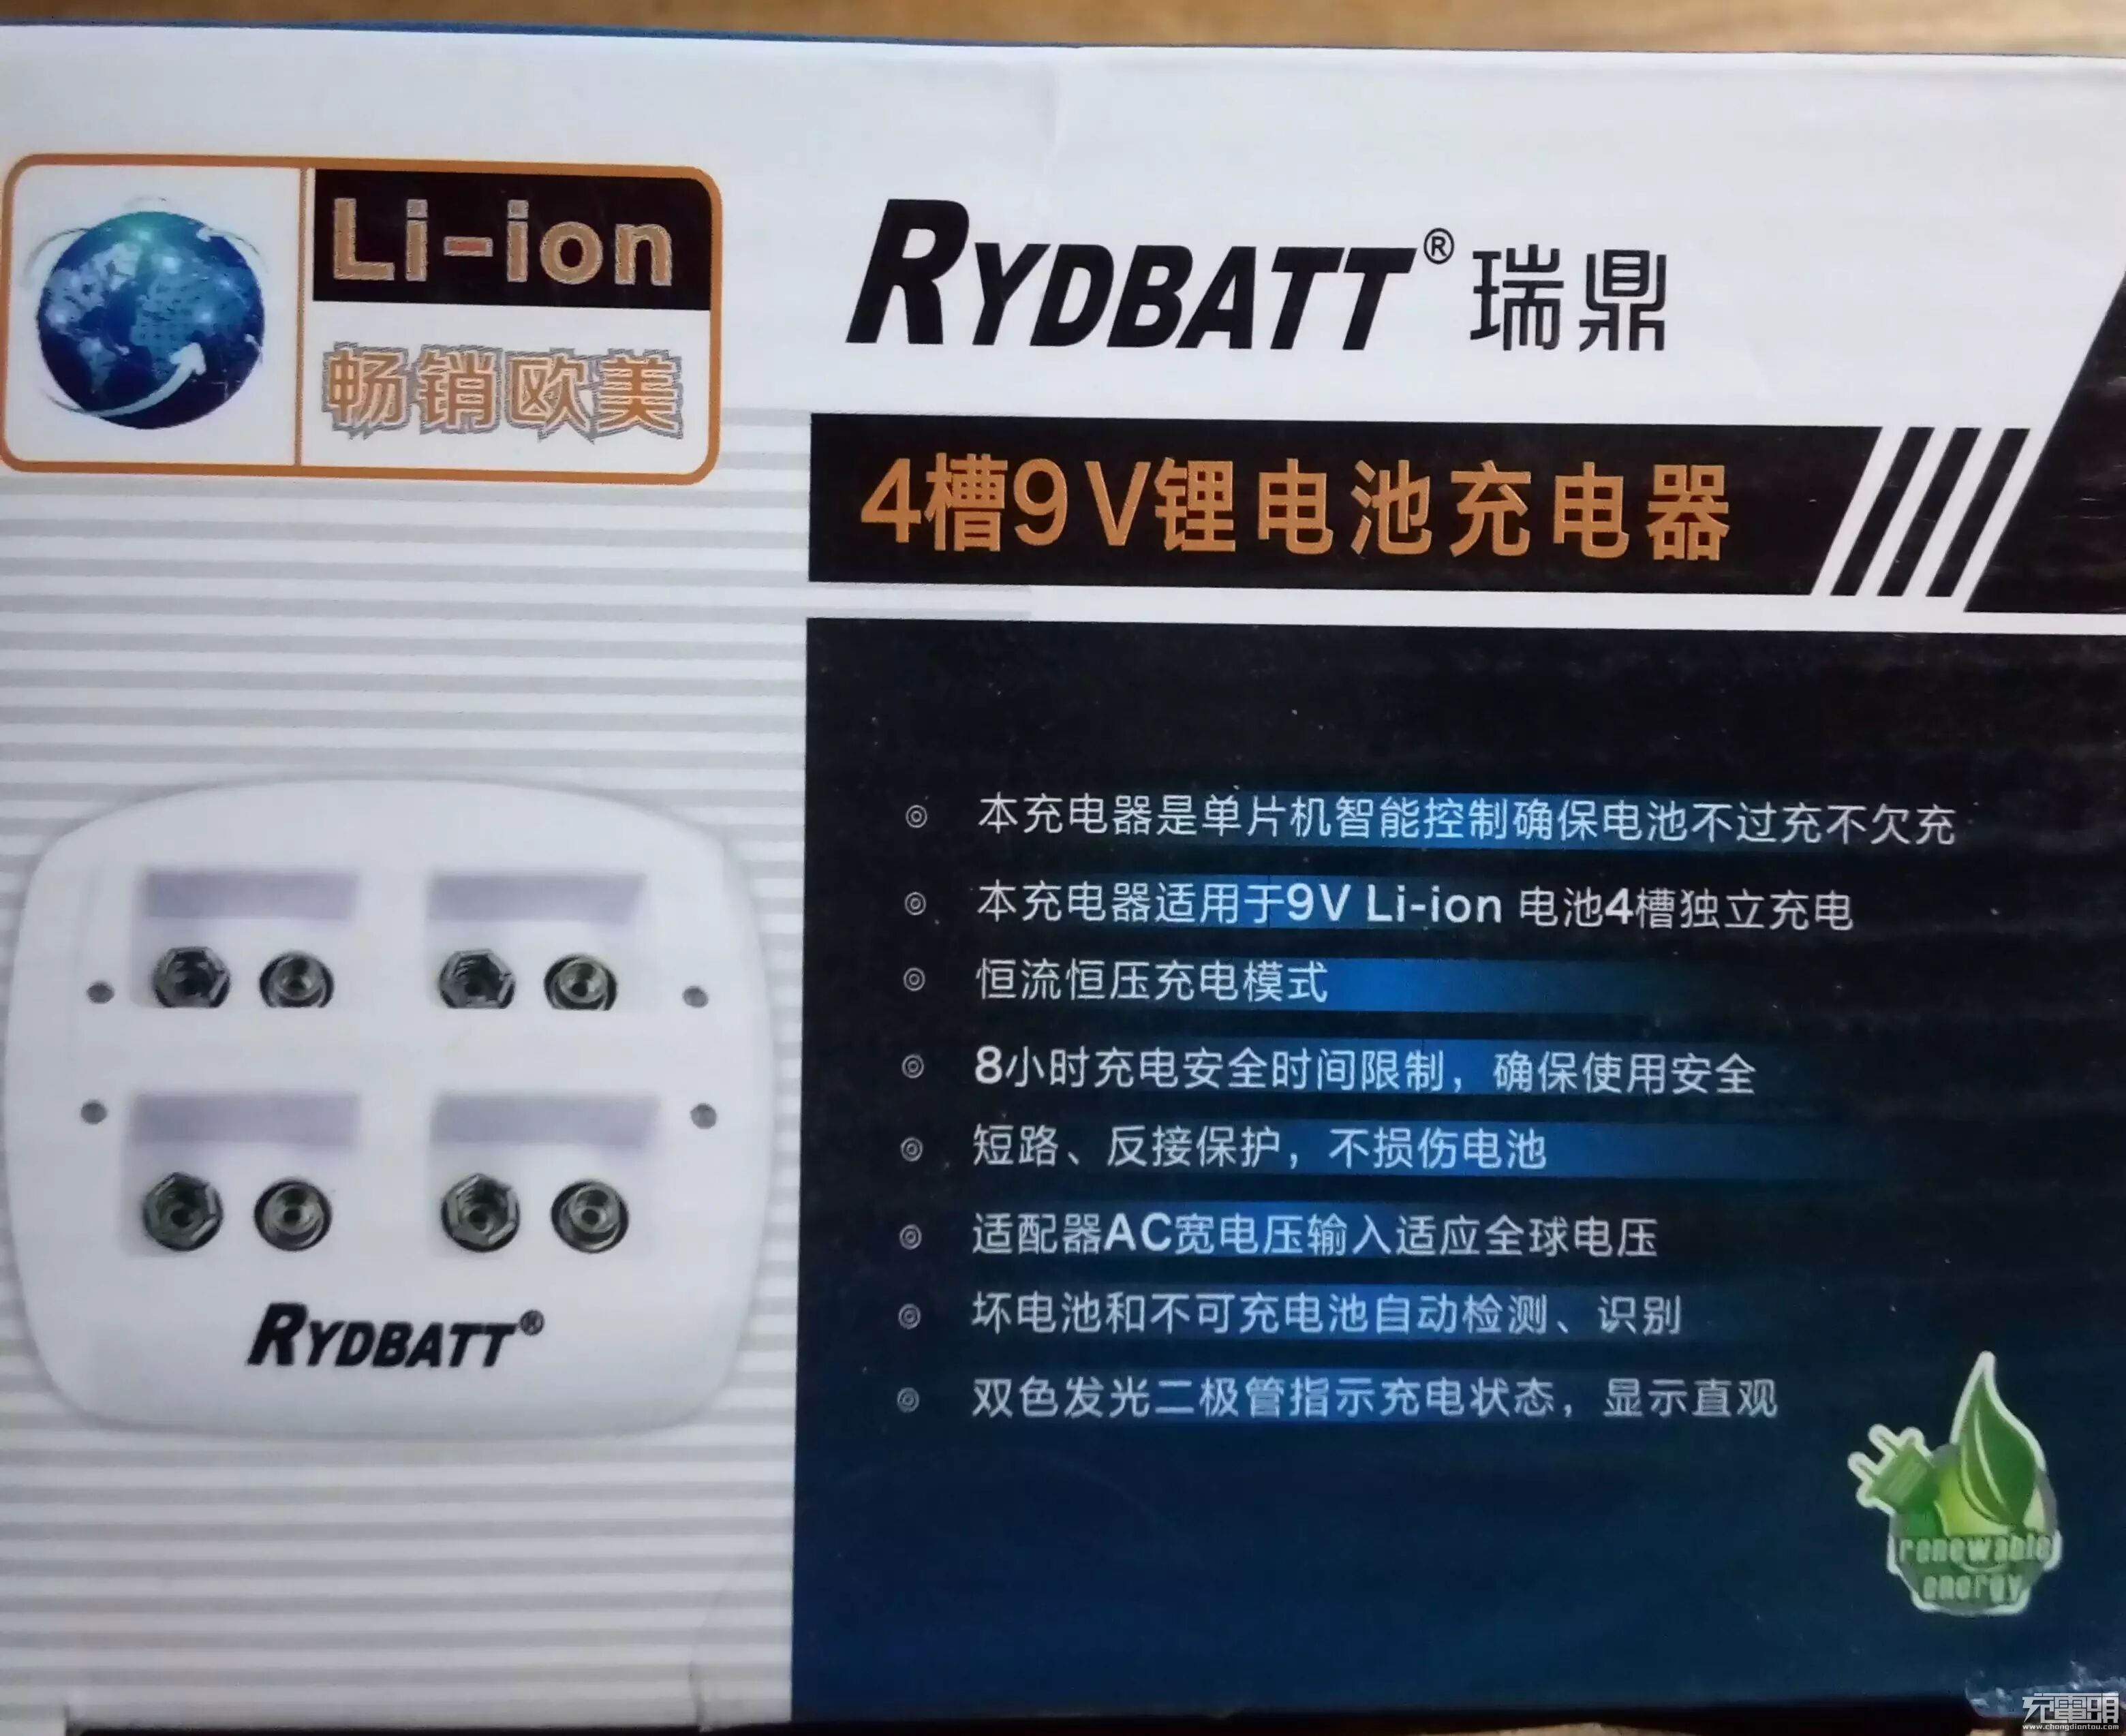 Li-ion
畅销欧美
RYDBATT® 瑞鼎
4槽9V锂电池充电器
◎ 本充电器是单片机智能控制确保电池不过充不欠充
◎ 本充电器适用于9V Li-ion 电池4槽独立充电
◎ 恒流恒压充电模式
◎ 8小时充电安全时间限制，确保使用安全
◎ 短路、反接保护，不损伤电池
◎ 适配器AC宽电压输入适应全球电压
◎ 坏电池和不可充电池自动检测、识别
◎ 双色发光二极管指示充电状态，显示直观
RYDBATT®
renewable
energy
充電頭
www.chongdiantou.com